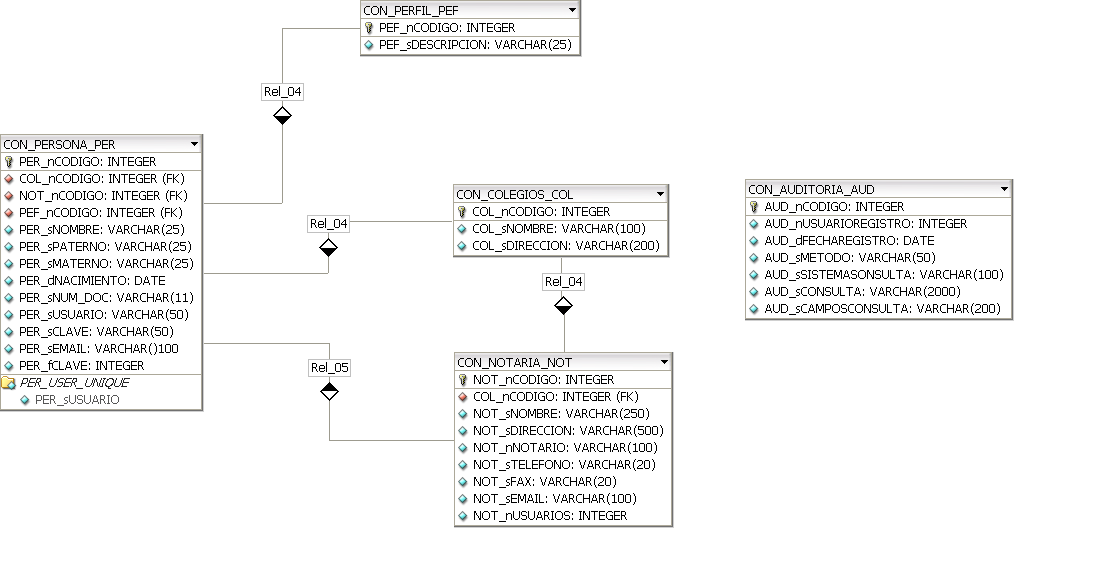 CON_PERFIL_PEF
PEF_nCODIGO: INTEGER
PEF_sDESCRIPCION: VARCHAR(25)
Rel_04
CON_PERSONA_PER
PER_nCODIGO: INTEGER
COL_nCODIGO: INTEGER (FK)
NOT_nCODIGO: INTEGER (FK)
PEF_nCODIGO: INTEGER (FK)
PER_sNOMBRE: VARCHAR(25)
PER_sPATERNO: VARCHAR(25)
PER_sMATERNO: VARCHAR(25)
PER_dNACIMIENTO: DATE
PER_sNUM_DOC: VARCHAR(11)
PER_sUSUARIO: VARCHAR(50)
PER_sCLAVE: VARCHAR(50)
PER_sEMAIL: VARCHAR()100
PER_fCLAVE: INTEGER
PER_USER_UNIQUE
PER_sUSUARIO
Rel_04
CON_COLEGIOS_COL
COL_nCODIGO: INTEGER
COL_sNOMBRE: VARCHAR(100)
COL_sDIRECCION: VARCHAR(200)
Rel_04
Rel_05
CON_NOTARIA_NOT
NOT_nCODIGO: INTEGER
COL_nCODIGO: INTEGER (FK)
NOT_sNOMBRE: VARCHAR(250)
NOT_sDIRECCION: VARCHAR(500)
NOT_nNOTARIO: VARCHAR(100)
NOT_sTELEFONO: VARCHAR(20)
NOT_sFAX: VARCHAR(20)
NOT_sEMAIL: VARCHAR(100)
NOT_nUSUARIOS: INTEGER
CON_AUDITORIA_AUD
AUD_nCODIGO: INTEGER
AUD_nUSUARIOREGISTRO: INTEGER
AUD_dFECHAREGISTRO: DATE
AUD_sMETODO: VARCHAR(50)
AUD_sSISTEMASONSULTA: VARCHAR(100)
AUD_sCONSULTA: VARCHAR(2000)
AUD_sCAMPOSCONSULTA: VARCHAR(200)